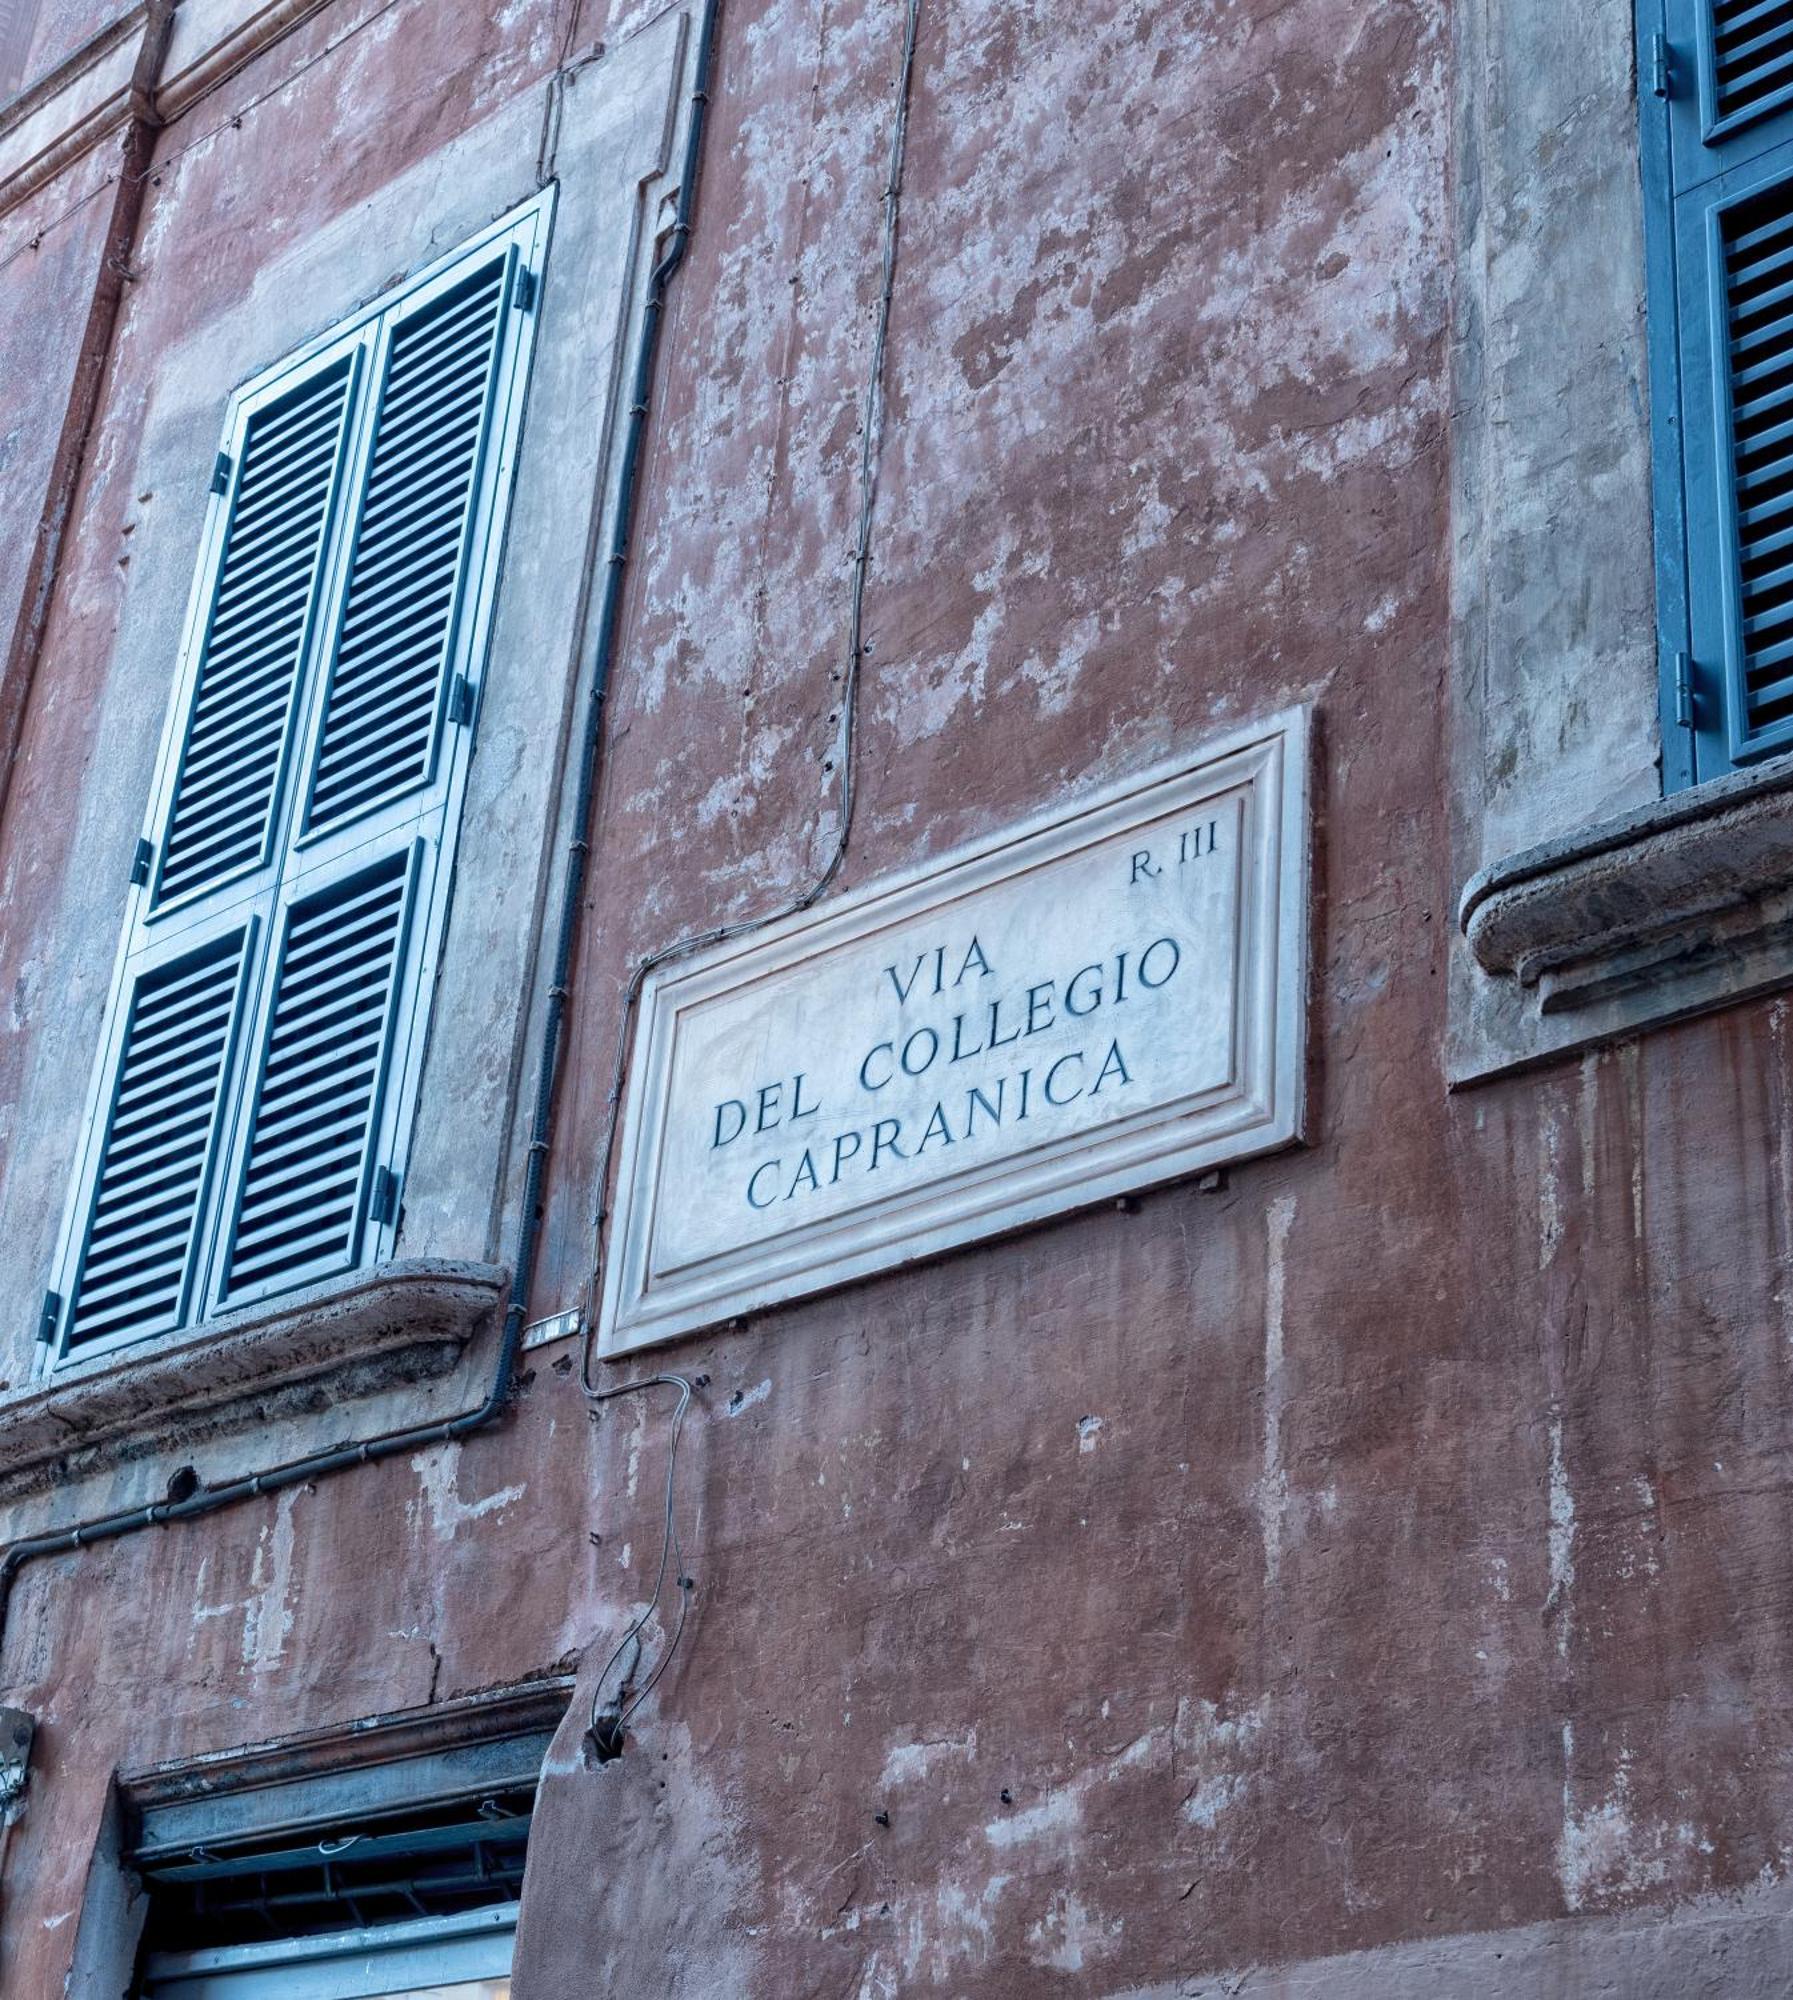 R. III
VIA
DEL COLLEGIO
CAPRANICA